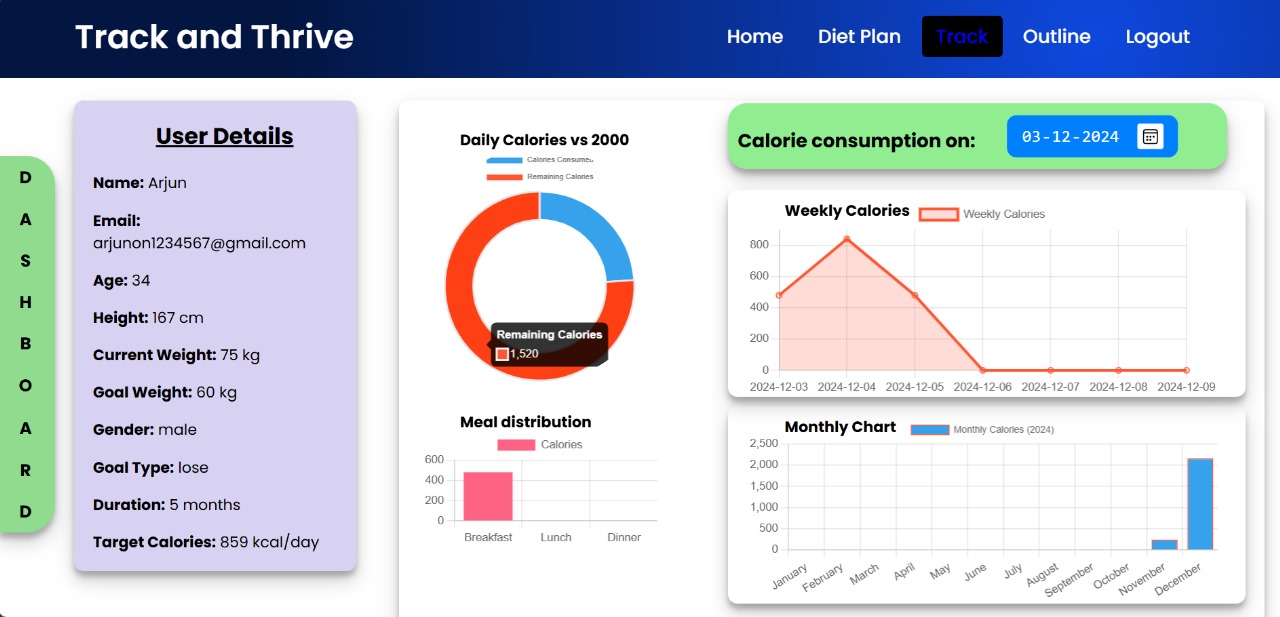 Track and Thrive
Home
Diet Plan
Track
Outline
Logout
D
A
S
H
B
O
A
R
D
User Details
Name: Arjun
Email:
arjunon1234567@gmail.com
Age: 34
Height: 167 cm
Current Weight: 75 kg
Goal Weight: 60 kg
Gender: male
Goal Type: lose
Duration: 5 months
Target Calories: 859 kcal/day
Daily Calories vs 2000
Calories Consumed
Remaining Calories
Remaining Calories
1,520
Meal distribution
Calories
600
400
200
0
Breakfast Lunch Dinner
Calorie consumption on:
03-12-2024
Weekly Calories
Weekly Calories
800
600
400
200
0
2024-12-03 2024-12-04 2024-12-05 2024-12-06 2024-12-07 2024-12-08 2024-12-09
Monthly Chart
Monthly Calories (2024)
2,500
2,000
1,500
1,000
500
0
January February March April May June July August September October November December